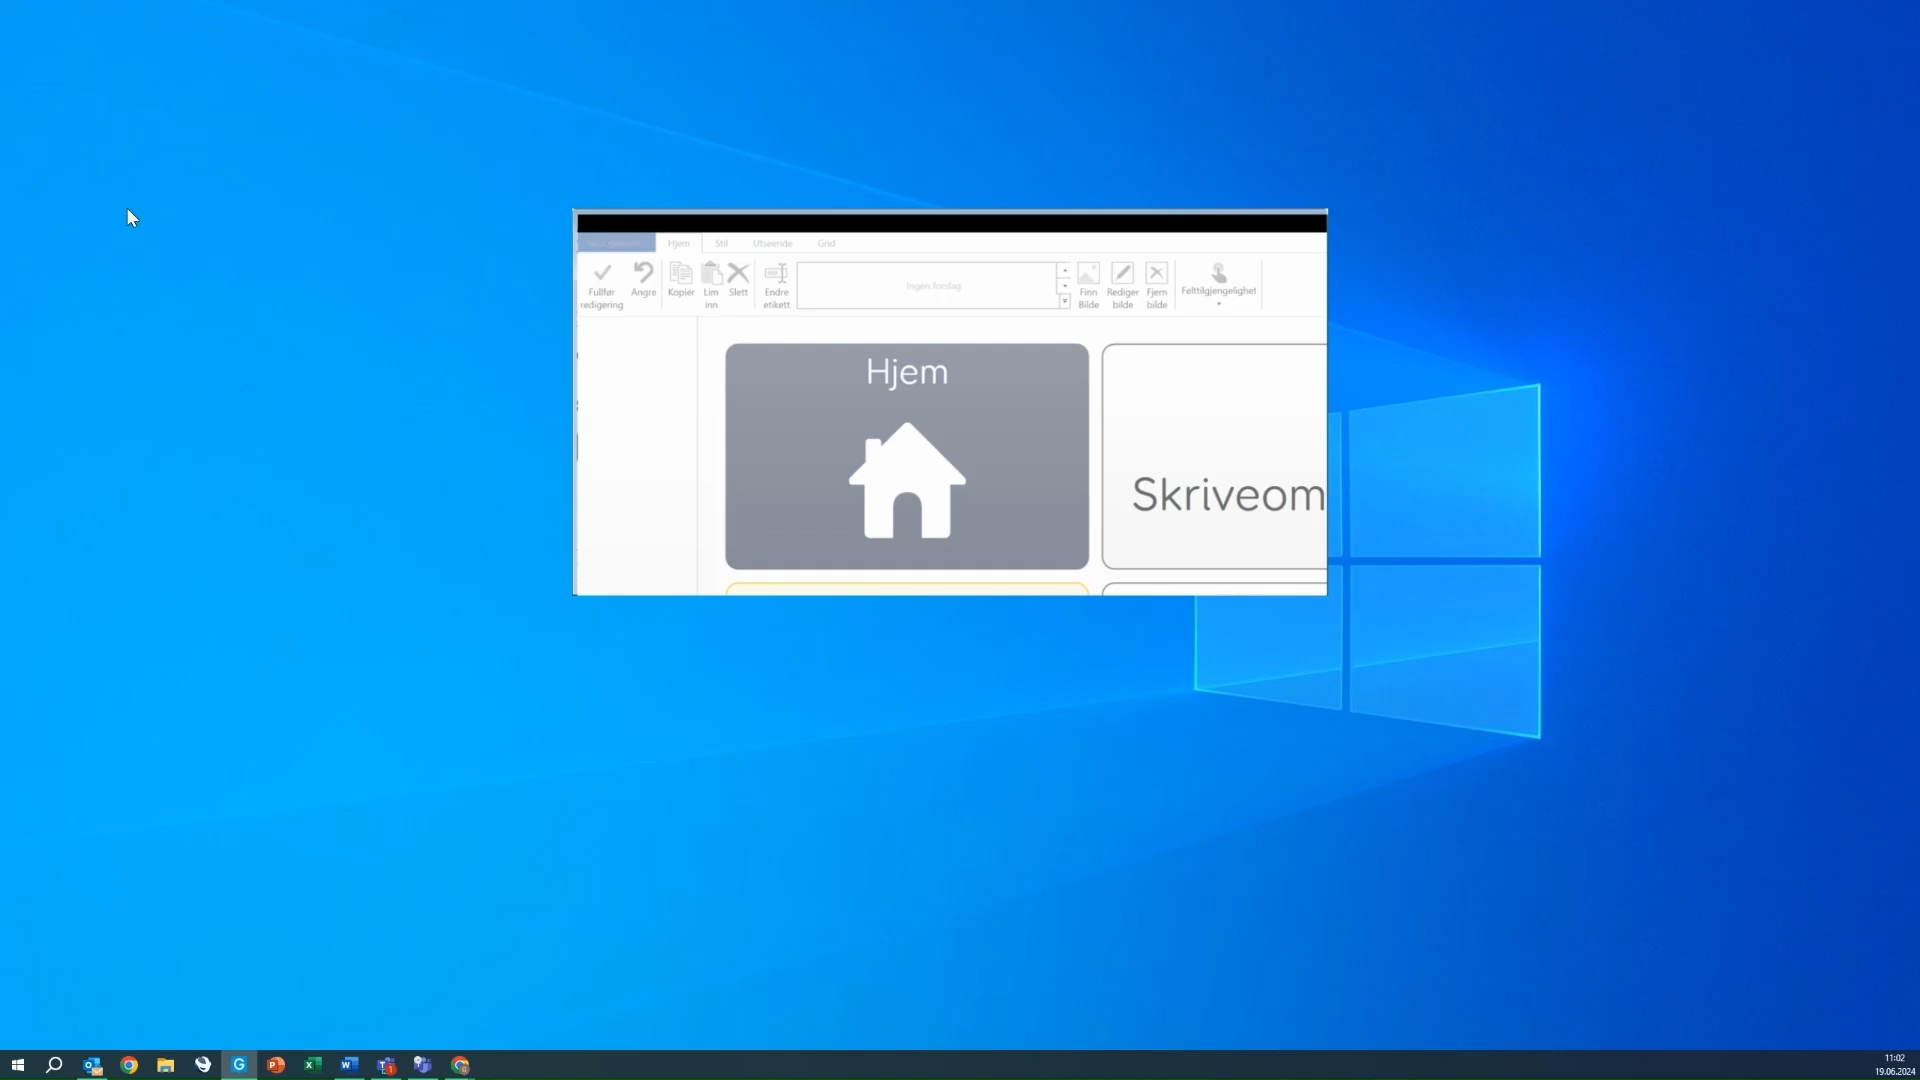 Hjem Stil Utseende Grid
Fullfør redigering
Angre
Kopier
Lim inn
Slett
Endre etikett
Ingen forslag
Finn Bilde
Rediger bilde
Fjern bilde
Felttilgjengelighet
Hjem
Skriveom
11:02
19.06.2024